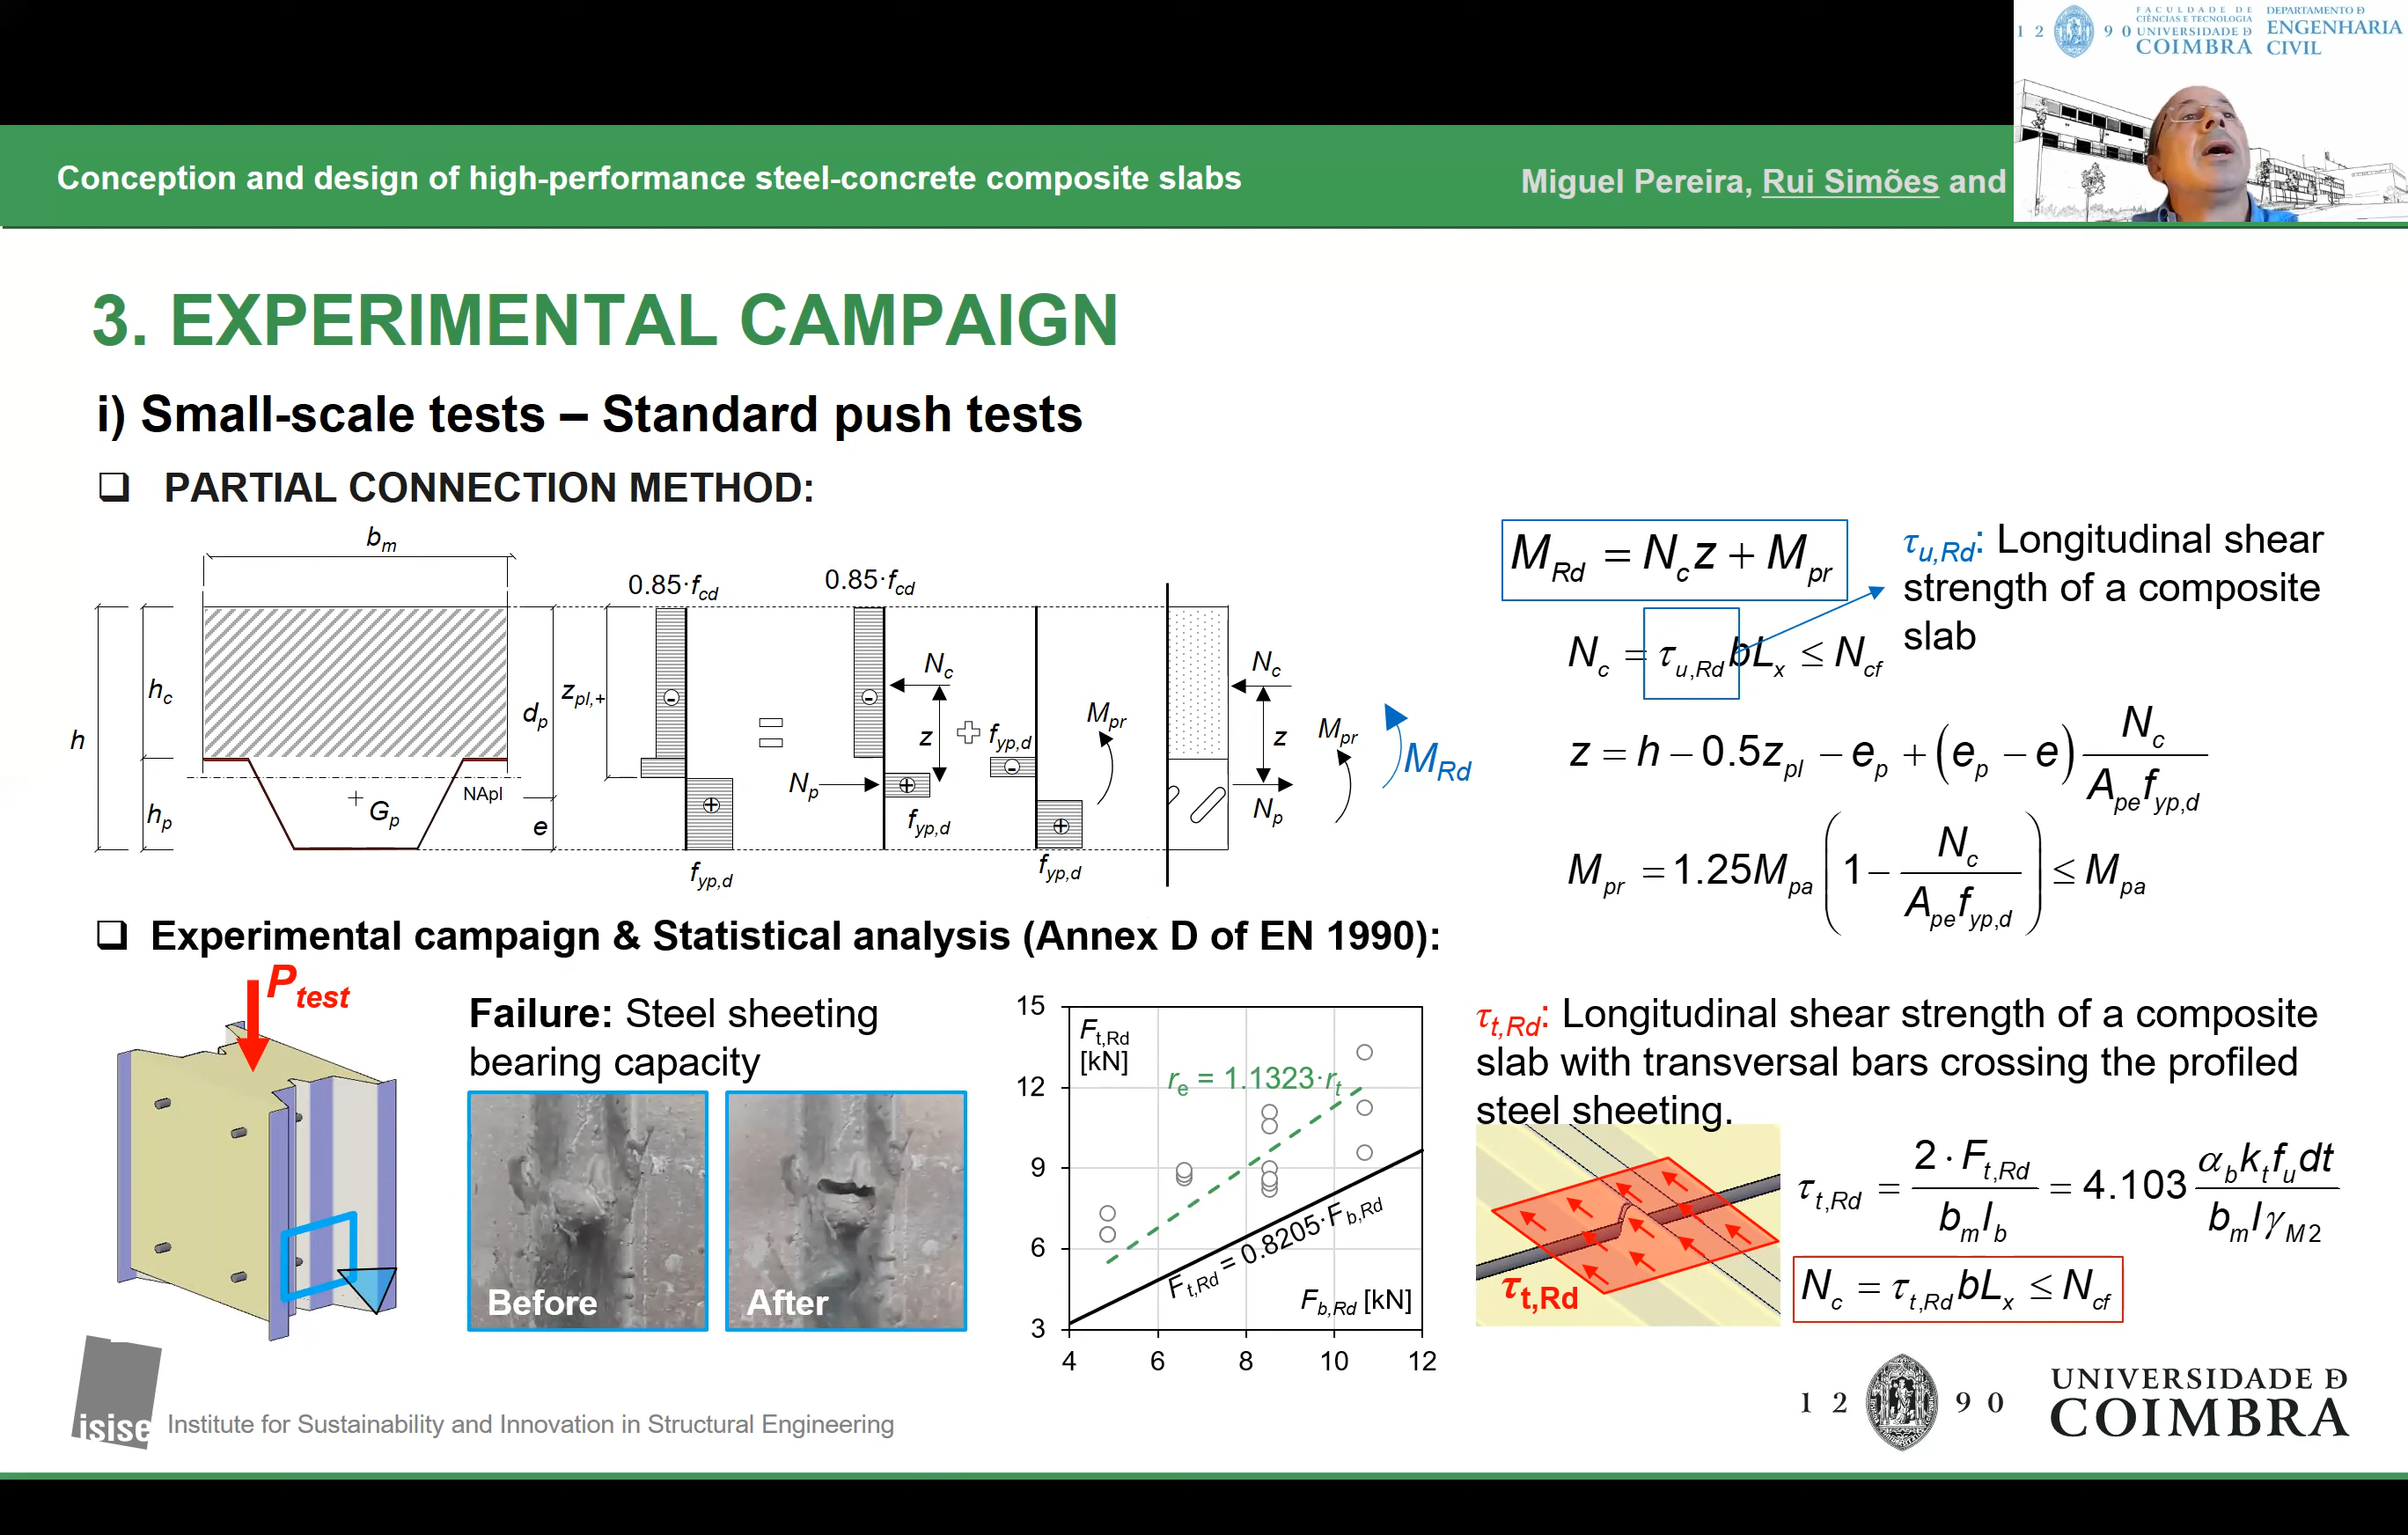 FACULDADE DE
CIÊNCIAS E TECNOLOGIA
UNIVERSIDADE Ð
COIMBRA
DEPARTAMENTO Ð
ENGENHARIA
CIVIL
1 2 9 0
Conception and design of high-performance steel-concrete composite slabs
Miguel Pereira, Rui Simões and
3. EXPERIMENTAL CAMPAIGN
i) Small-scale tests – Standard push tests
❑ PARTIAL CONNECTION METHOD:
b_m
h
h_c
h_p
G_p
NApl
d_p
e
z_pl,+
0.85·f_cd
f_yp,d
=
0.85·f_cd
N_c
z
N_p
f_yp,d
+
f_yp,d
M_pr
f_yp,d
N_c
z
N_p
M_pr
M_Rd
M_Rd = N_c z + M_pr
N_c = τ_u,Rd bL_x ≤ N_cf
τ_u,Rd: Longitudinal shear
strength of a composite
slab
z = h − 0.5z_pl − e_p + (e_p − e) N_c / A_pe f_yp,d
M_pr = 1.25M_pa (1 − N_c / A_pe f_yp,d) ≤ M_pa
❑ Experimental campaign & Statistical analysis (Annex D of EN 1990):
P_test
Failure: Steel sheeting
bearing capacity
Before
After
15
12
9
6
3
F_t,Rd
[kN]
r_e = 1.1323·r_t
F_t,Rd = 0.8205·F_b,Rd
F_b,Rd [kN]
4 6 8 10 12
τ_t,Rd: Longitudinal shear strength of a composite
slab with transversal bars crossing the profiled
steel sheeting.
τ_t,Rd
τ_t,Rd = 2·F_t,Rd / b_m l_b = 4.103 α_b k_t f_u dt / b_m l γ_M2
N_c = τ_t,Rd bL_x ≤ N_cf
isise
Institute for Sustainability and Innovation in Structural Engineering
1 2 9 0
UNIVERSIDADE Ð
COIMBRA